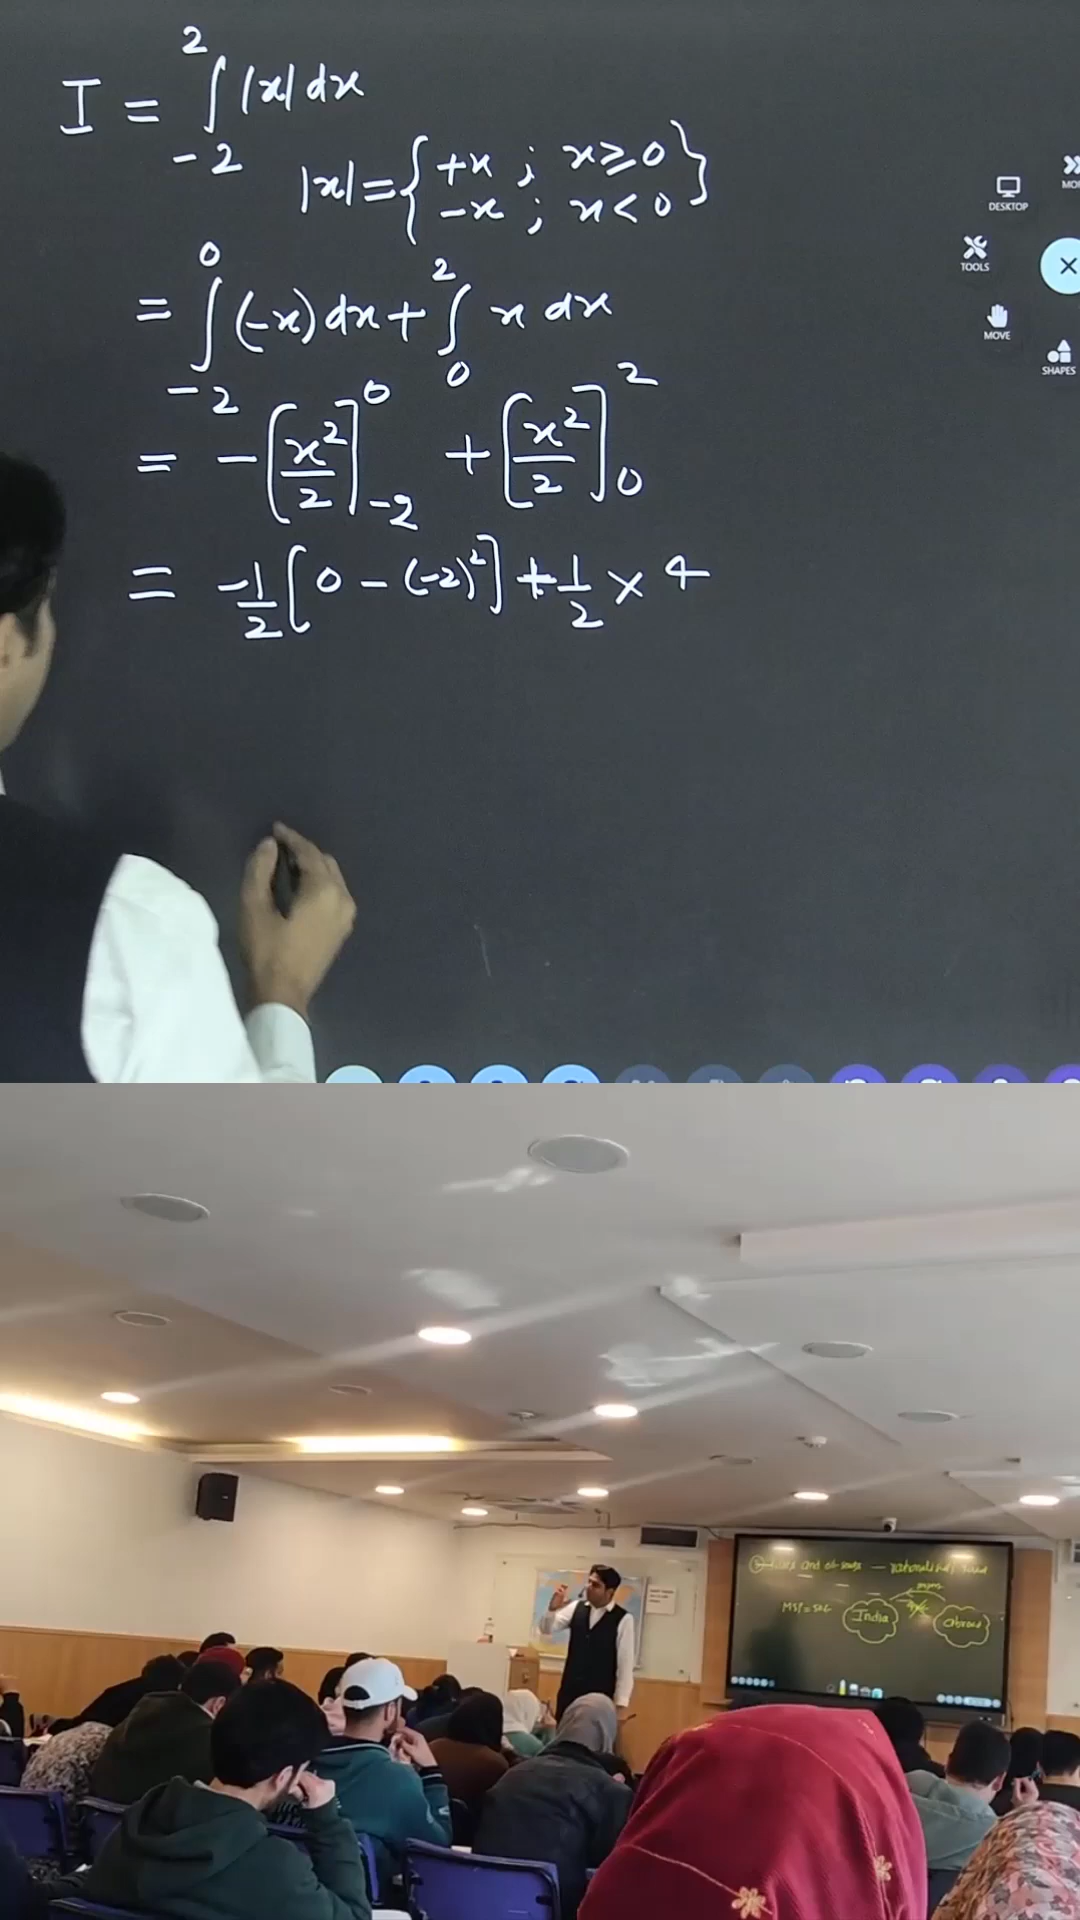 I = ∫_{-2}^{2} |x| dx
|x| = { +x ; x ≥ 0
-x ; x < 0 }
= ∫_{-2}^{0} (-x) dx + ∫_{0}^{2} x dx
= -[x²/2]_{-2}^{0} + [x²/2]_{0}^{2}
= -1/2 [0 - (-2)²] + 1/2 × 4
DESKTOP
TOOLS
MOVE
SHAPES
and
India
Abroad